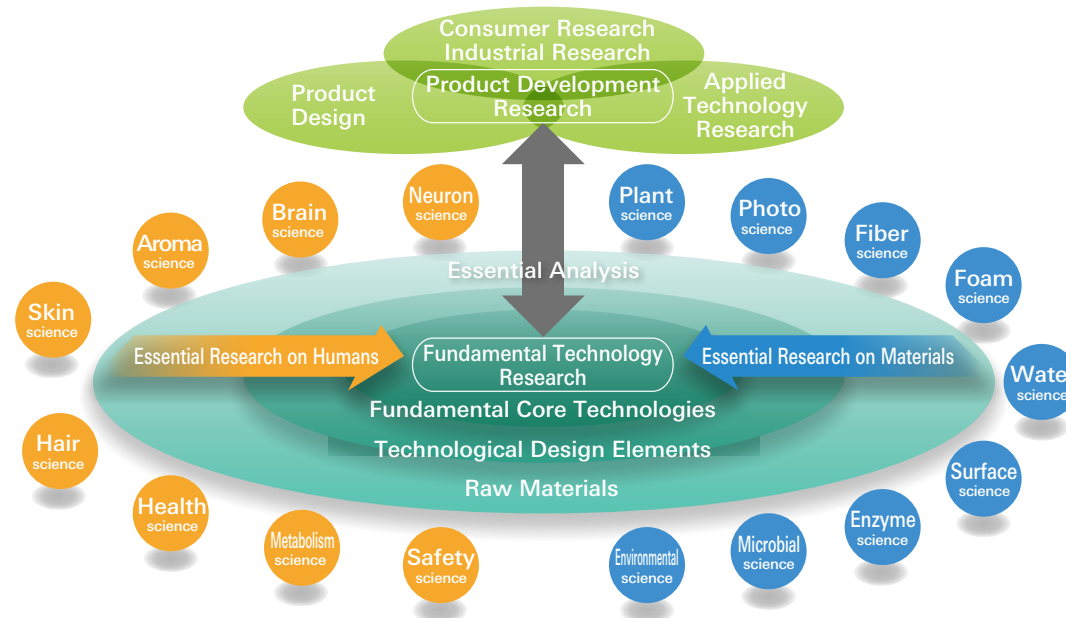 Consumer Research
Industrial Research
Product Development
Research
Product
Design
Applied
Technology
Research
Neuron
science
Plant
science
Brain
science
Photo
science
Aroma
science
Fiber
science
Essential Analysis
Foam
science
Skin
science
Essential Research on Humans
Fundamental Technology
Research
Essential Research on Materials
Water
science
Fundamental Core Technologies
Technological Design Elements
Raw Materials
Hair
science
Surface
science
Health
science
Enzyme
science
Metabolism
science
Microbial
science
Safety
science
Environmental
science